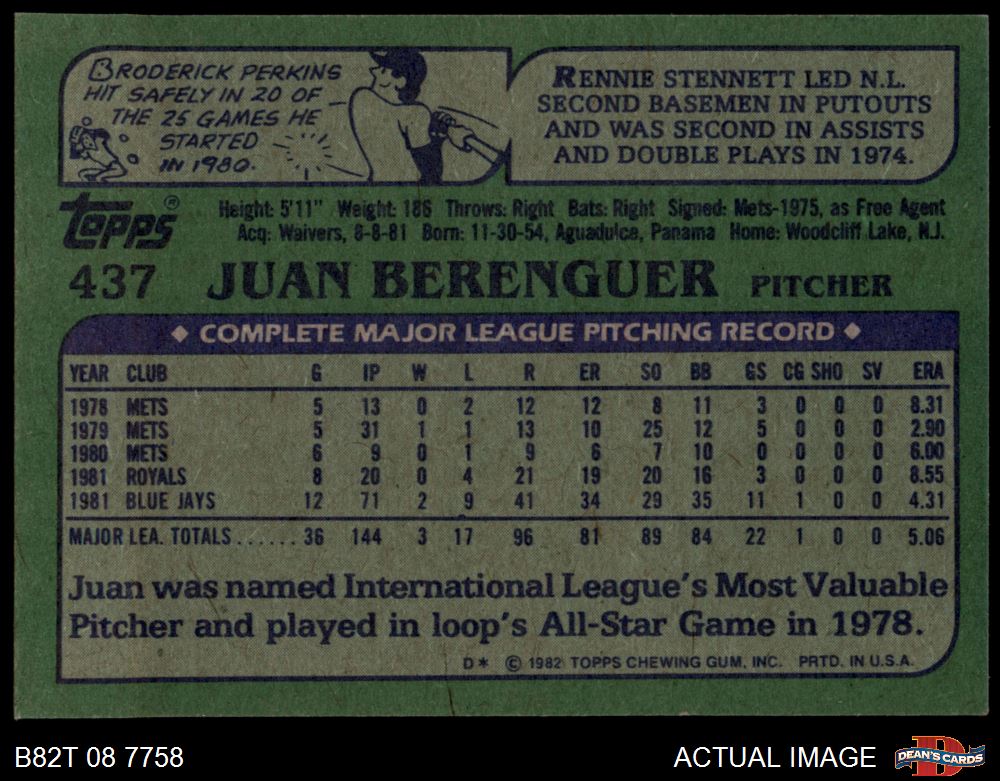 BRODERICK PERKINS
HIT SAFELY IN 20 OF
THE 25 GAMES HE
STARTED
IN 1980.
RENNIE STENNETT LED N.L.
SECOND BASEMEN IN PUTOUTS
AND WAS SECOND IN ASSISTS
AND DOUBLE PLAYS IN 1974.
topps®
Height: 5'11" Weight: 186 Throws: Right Bats: Right Signed: Mets-1975, as Free Agent
Acq: Waivers, 8-8-81 Born: 11-30-54, Aguadulce, Panama Home: Woodcliff Lake, N.J.
437 JUAN BERENGUER PITCHER
◆ COMPLETE MAJOR LEAGUE PITCHING RECORD ◆
YEAR CLUB G IP W L R ER SO BB GS CG SHO SV ERA
1978 METS 5 13 0 2 12 12 8 11 3 0 0 0 8.31
1979 METS 5 31 1 1 13 10 25 12 5 0 0 0 2.90
1980 METS 6 9 0 1 9 6 7 10 0 0 0 0 6.00
1981 ROYALS 8 20 0 4 21 19 20 16 3 0 0 0 8.55
1981 BLUE JAYS 12 71 2 9 41 34 29 35 11 1 0 0 4.31
MAJOR LEA. TOTALS...... 36 144 3 17 96 81 89 84 22 1 0 0 5.06
Juan was named International League's Most Valuable
Pitcher and played in loop's All-Star Game in 1978.
D* © 1982 TOPPS CHEWING GUM, INC. PRTD. IN U.S.A.
B82T 08 7758
ACTUAL IMAGE
D
DEAN'S CARDS